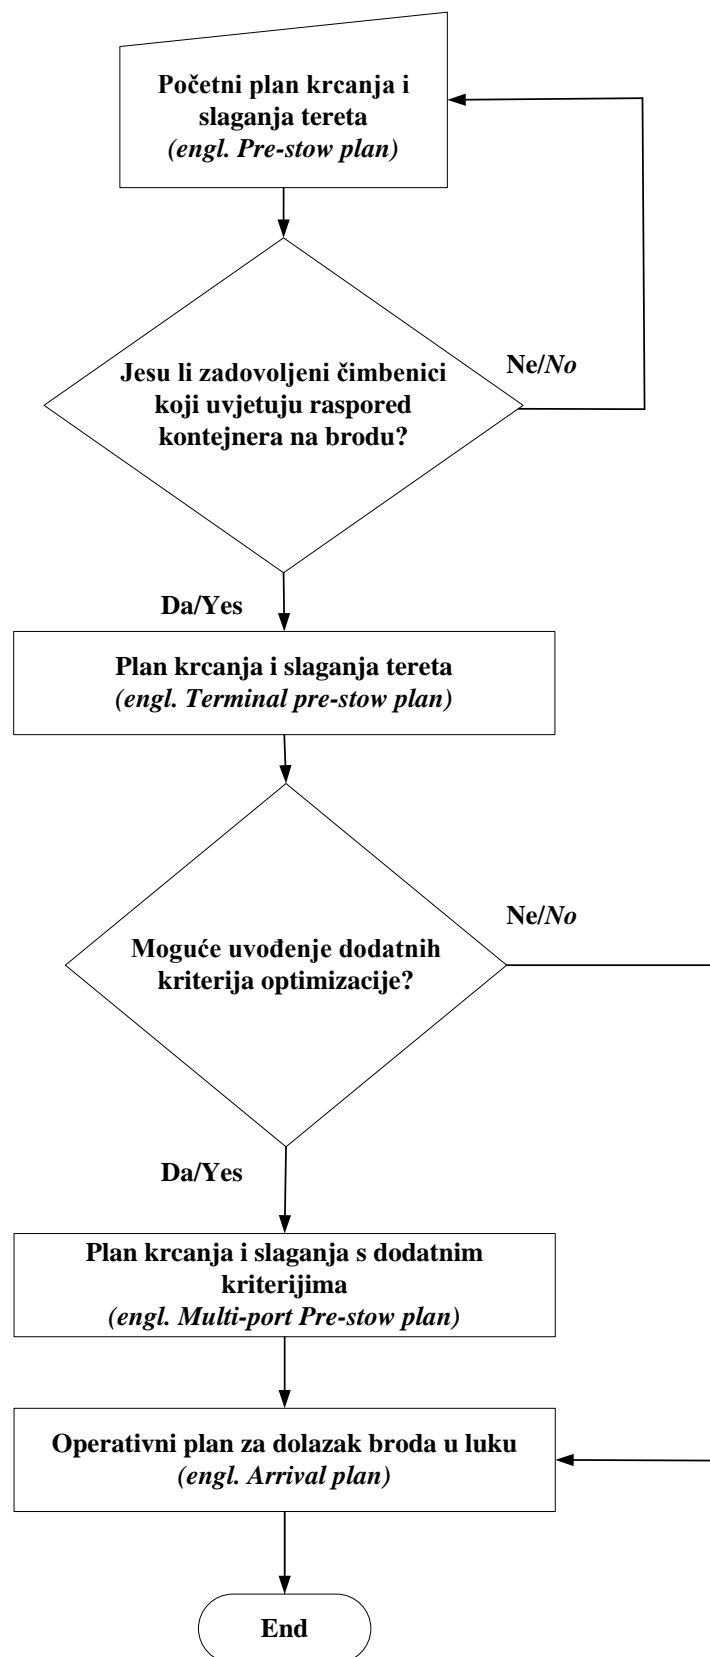 Početni plan krcanja i
slaganja tereta
(engl. Pre-stow plan)
Jesu li zadovoljeni čimbenici
koji uvjetuju raspored
kontejnera na brodu?
Ne/No
Da/Yes
Plan krcanja i slaganja tereta
(engl. Terminal pre-stow plan)
Ne/No
Moguće uvođenje dodatnih
kriterija optimizacije?
Da/Yes
Plan krcanja i slaganja s dodatnim
kriterijima
(engl. Multi-port Pre-stow plan)
Operativni plan za dolazak broda u luku
(engl. Arrival plan)
End